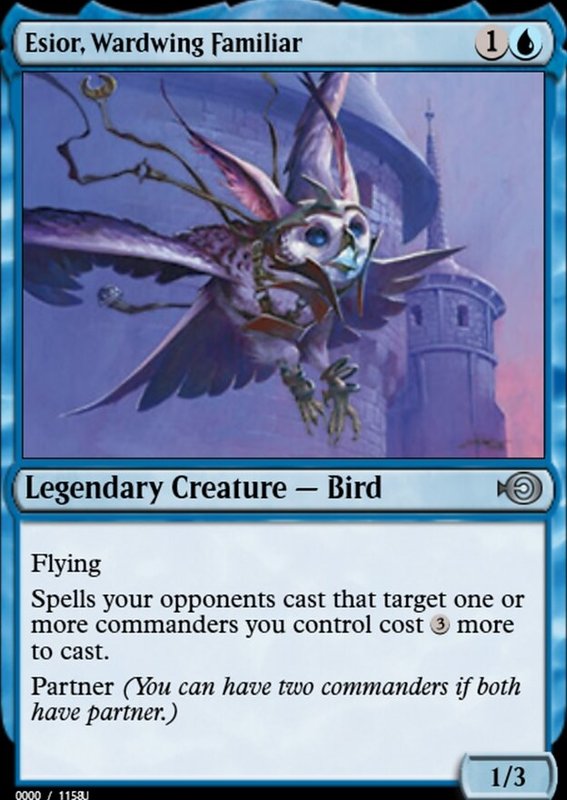 Esior, Wardwing Familiar 1
Legendary Creature — Bird
Flying
Spells your opponents cast that target one or
more commanders you control cost 3 more
to cast.
Partner (You can have two commanders if both
have partner.)
1/3
0000 / 1158U